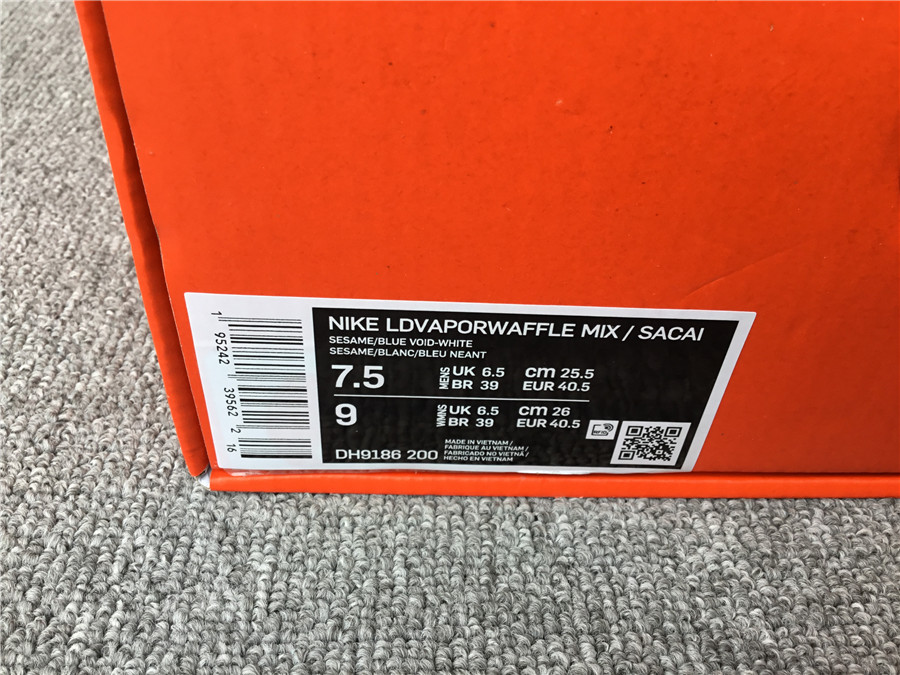 1 95242 39562 2 16
NIKE LDVAPORWAFFLE MIX / SACAI
SESAME/BLUE VOID-WHITE
SESAME/BLANC/BLEU NEANT
7.5 MENS UK 6.5 cm 25.5
BR 39 EUR 40.5
9 WMNS UK 6.5 cm 26
BR 39 EUR 40.5
DH9186 200
MADE IN VIETNAM /
FABRIQUE AU VIETNAM /
FABRICADO NO VIETNÃ /
HECHO EN VIETNAM